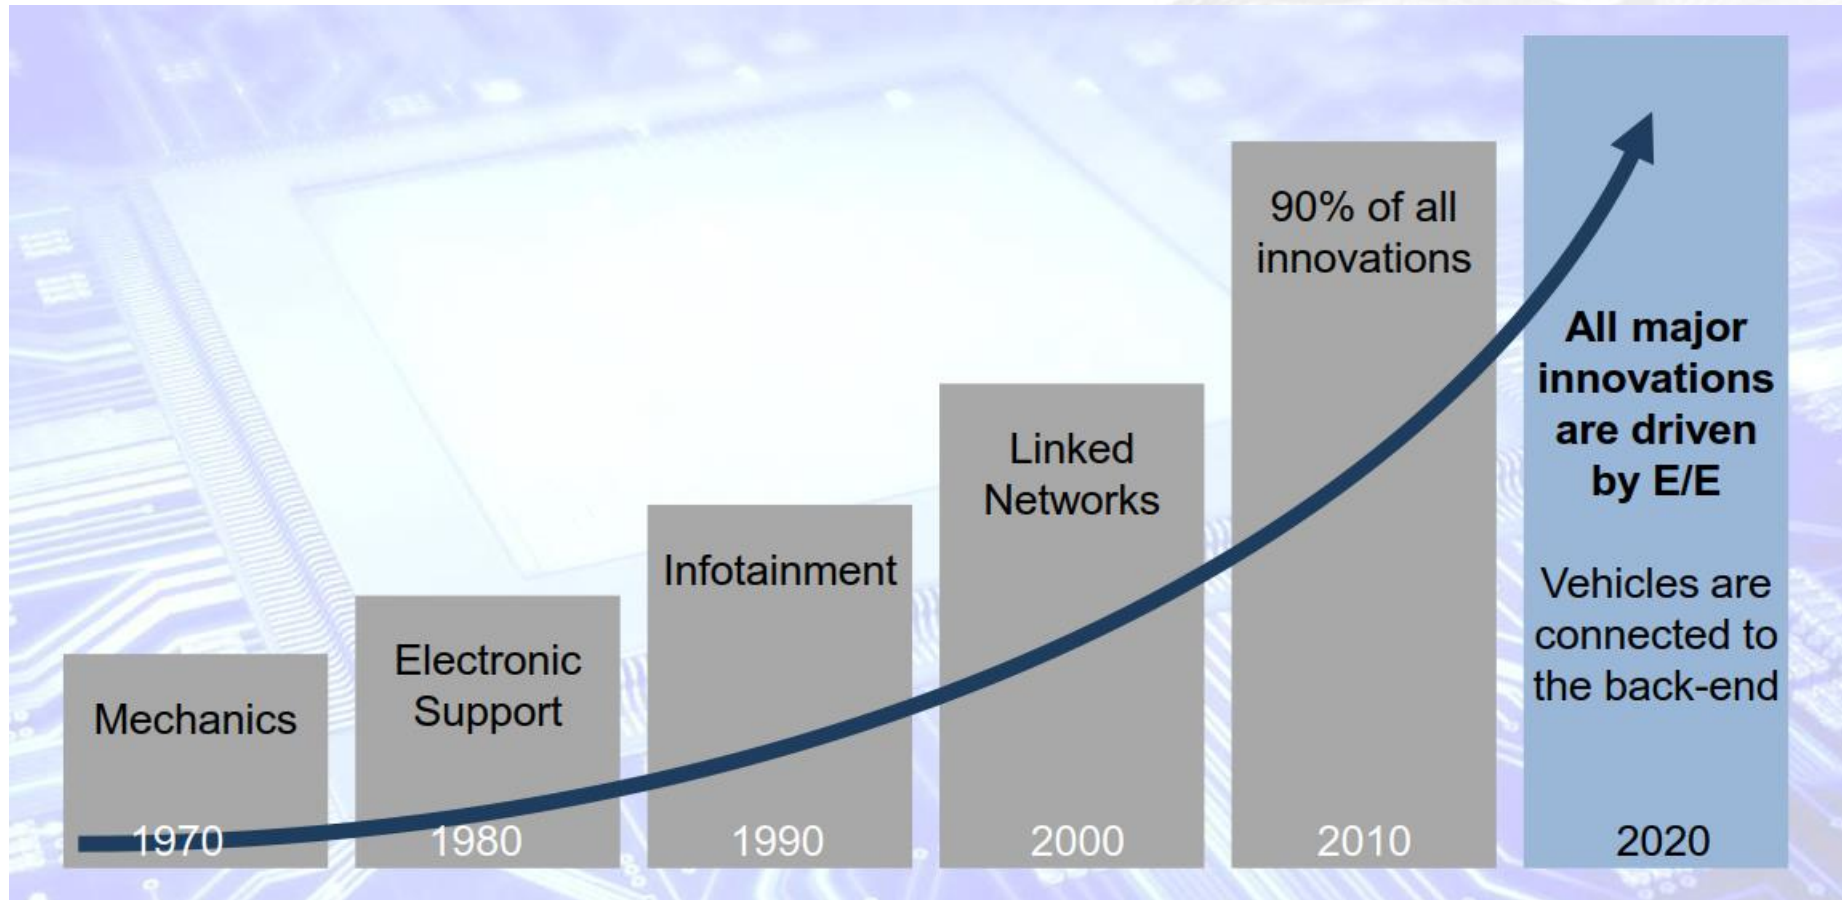 Mechanics
1970
Electronic
Support
1980
Infotainment
1990
Linked
Networks
2000
90% of all
innovations
2010
All major
innovations
are driven
by E/E
Vehicles are
connected to
the back-end
2020